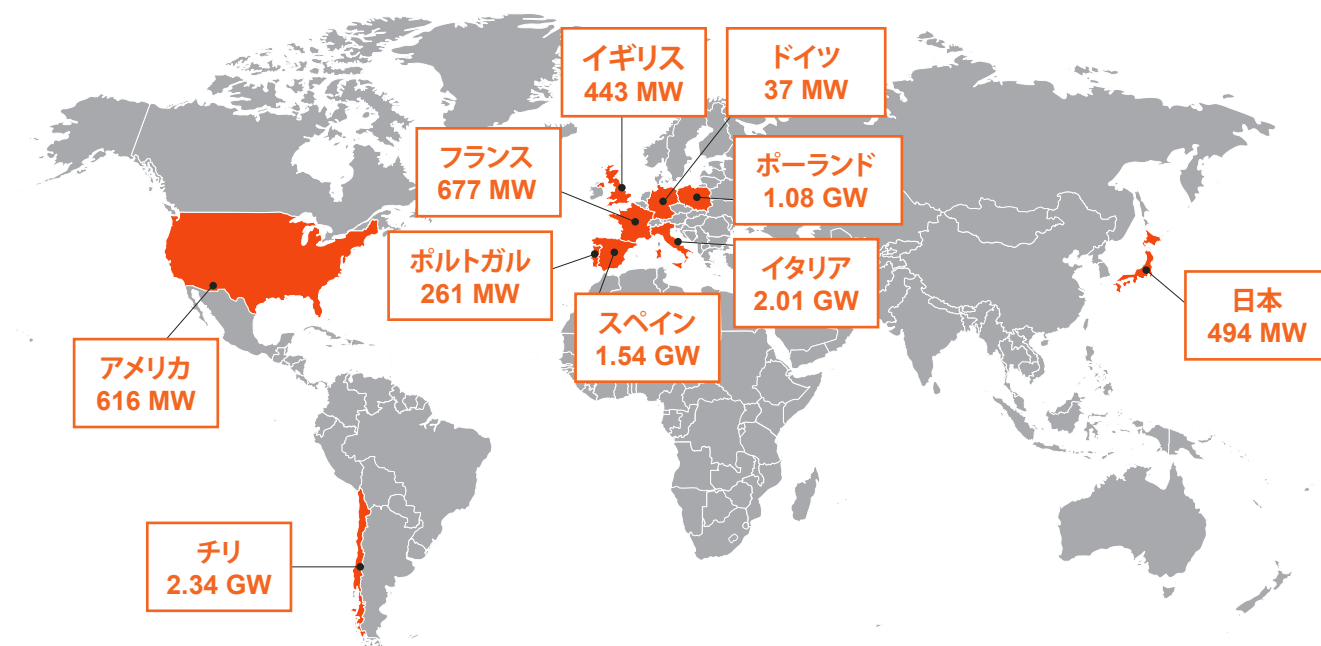 イギリス
443 MW
ドイツ
37 MW
フランス
677 MW
ポーランド
1.08 GW
ポルトガル
261 MW
イタリア
2.01 GW
スペイン
1.54 GW
日本
494 MW
アメリカ
616 MW
チリ
2.34 GW